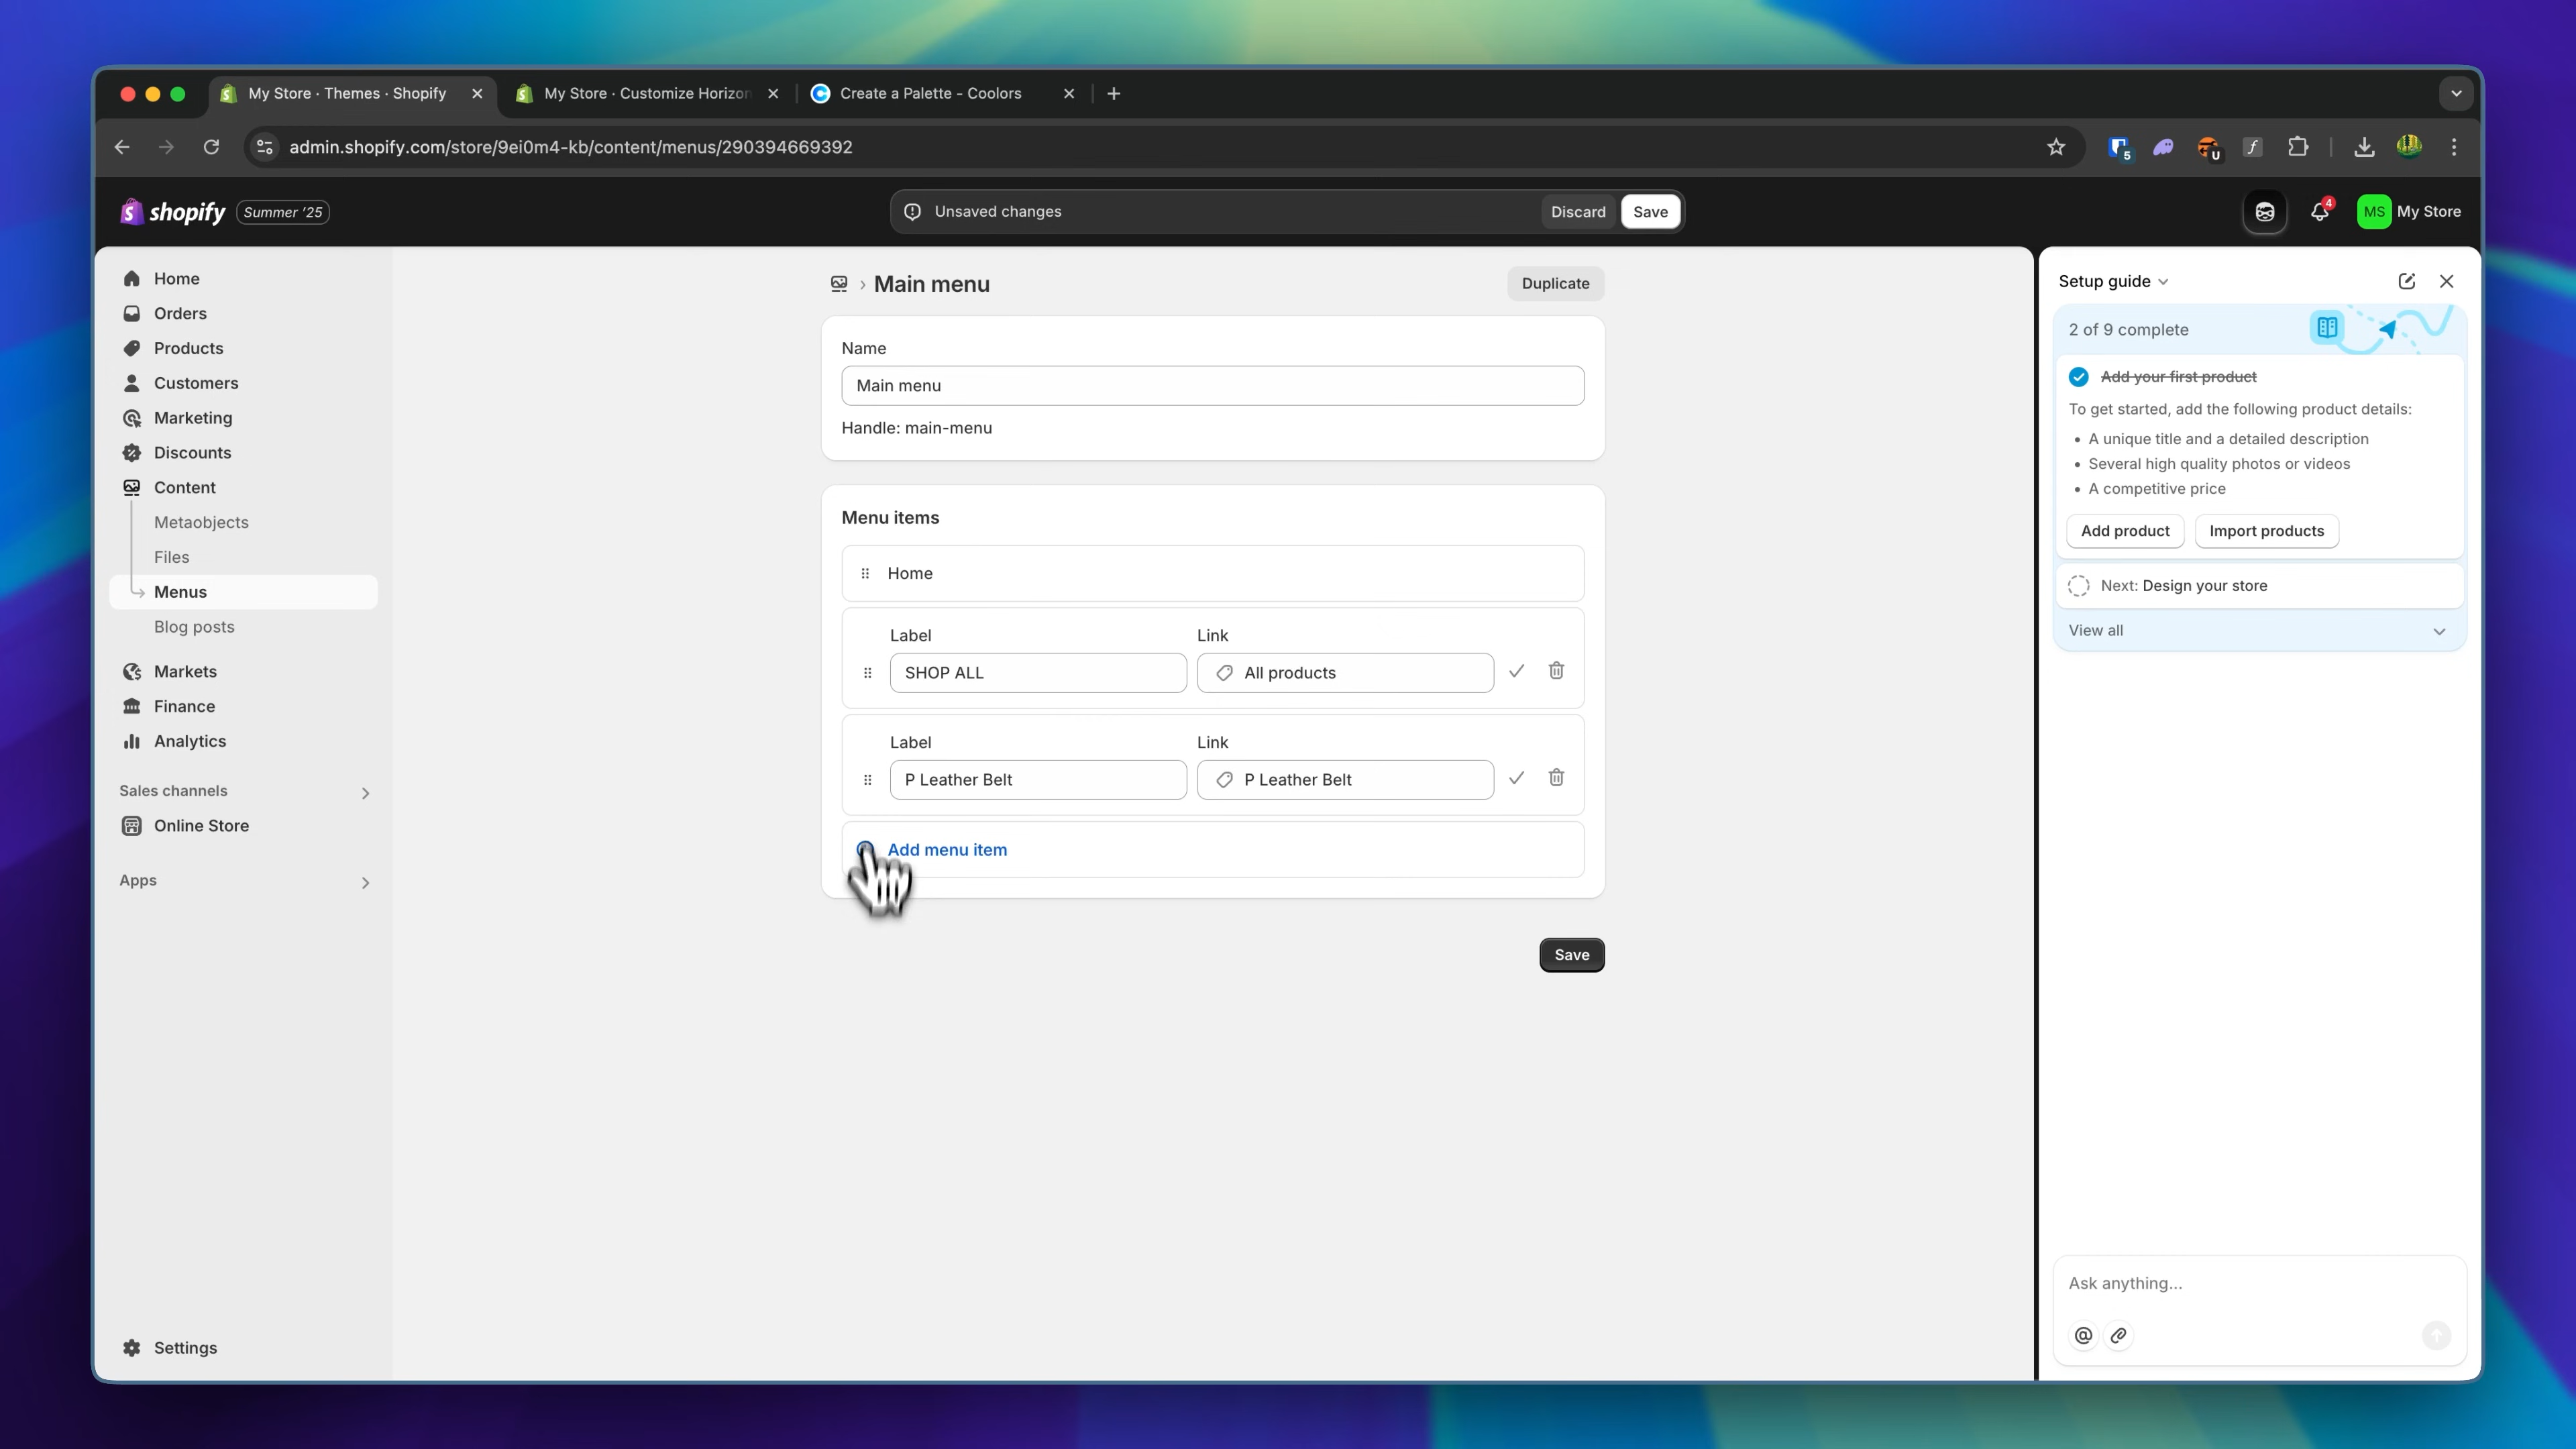 My Store · Themes · Shopify
My Store · Customize Horizon
Create a Palette - Coolors
admin.shopify.com/store/9ei0m4-kb/content/menus/290394669392
5
U
f
shopify
Summer '25
Unsaved changes
Discard
Save
4
MS
My Store
Home
Orders
Products
Customers
Marketing
Discounts
Content
Metaobjects
Files
Menus
Blog posts
Markets
Finance
Analytics
Sales channels
Online Store
Apps
Settings
Main menu
Duplicate
Name
Main menu
Handle: main-menu
Menu items
Home
Label
Link
SHOP ALL
All products
Label
Link
P Leather Belt
P Leather Belt
Add menu item
Save
Setup guide
2 of 9 complete
Add your first product
To get started, add the following product details:
• A unique title and a detailed description
• Several high quality photos or videos
• A competitive price
Add product
Import products
Next: Design your store
View all
Ask anything...